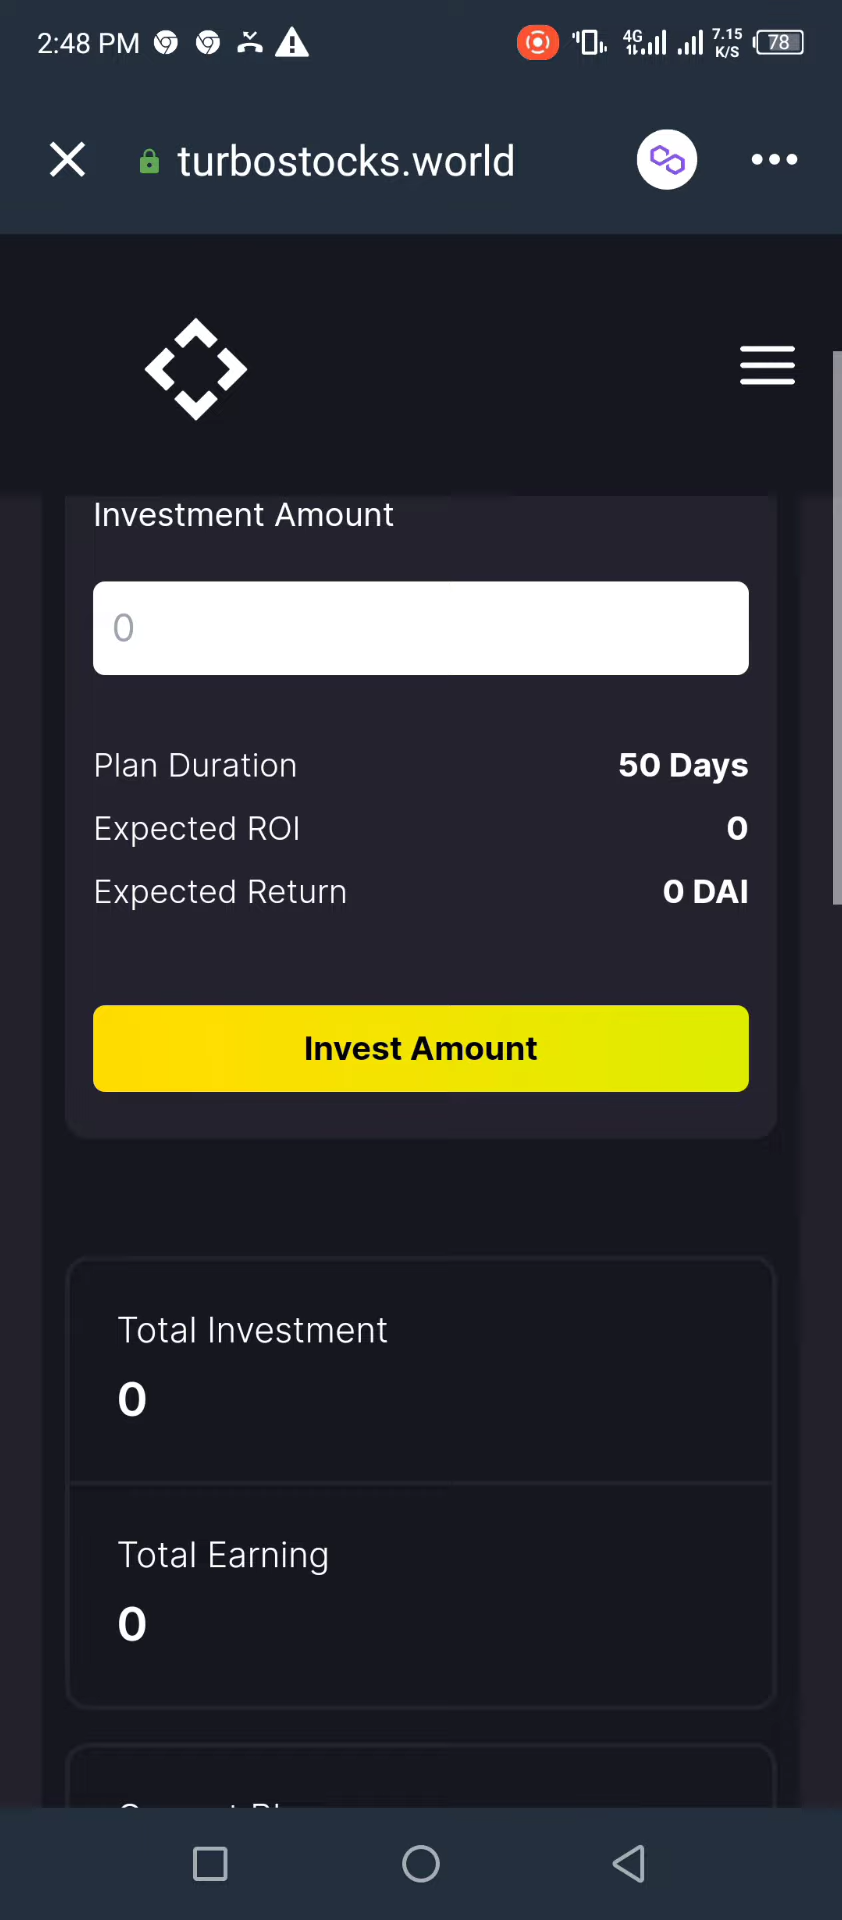 2:48 PM 4G 7.15 K/S 78
turbostocks.world
Investment Amount
0
Plan Duration 50 Days
Expected ROI 0
Expected Return 0 DAI
Invest Amount
Total Investment
0
Total Earning
0